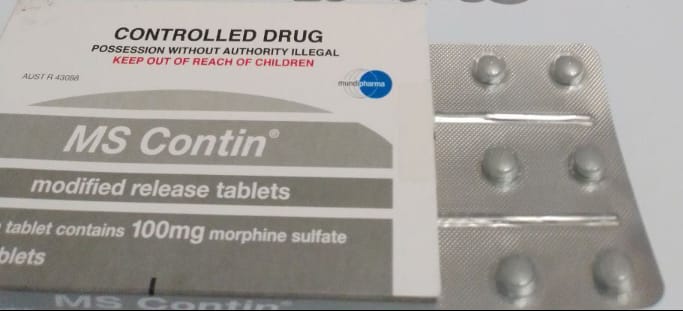 CONTROLLED DRUG
POSSESSION WITHOUT AUTHORITY ILLEGAL
KEEP OUT OF REACH OF CHILDREN
AUST R 43088
mundipharma
MS Contin®
modified release tablets
tablet contains 100mg morphine sulfate
blets
MS Contin®